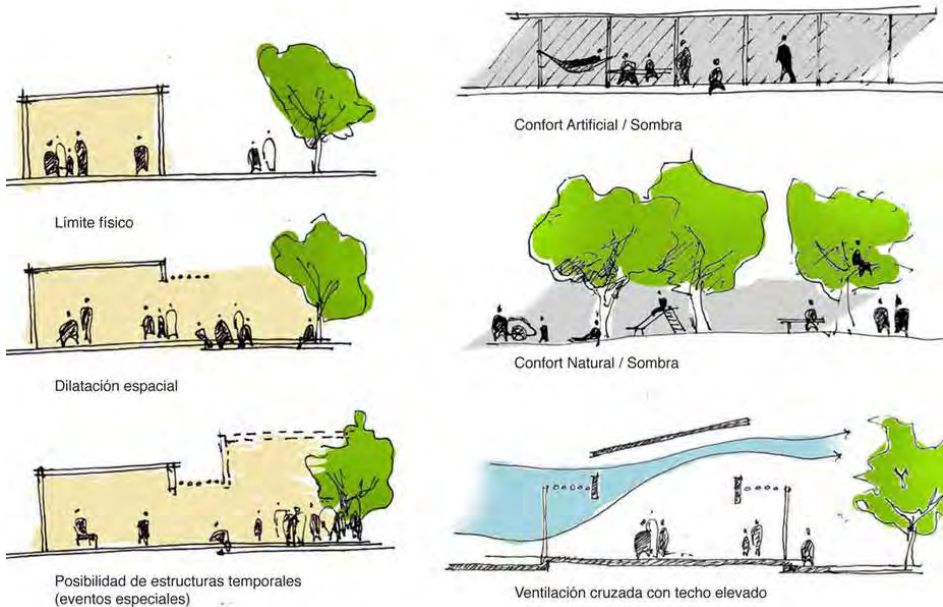 Límite físico
Dilatación espacial
Posibilidad de estructuras temporales
(eventos especiales)
Confort Artificial / Sombra
Confort Natural / Sombra
Ventilación cruzada con techo elevado